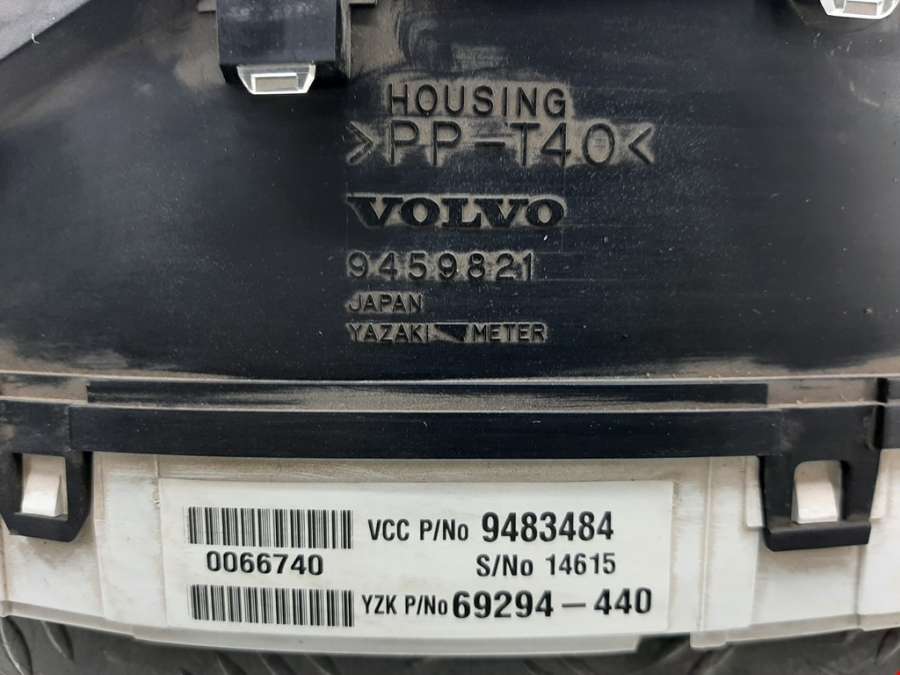 HOUSING
>PP-T40<
VOLVO
9459821
JAPAN
YAZAKI METER
VCC P/No 9483484
0066740
S/No 14615
YZK P/No 69294-440